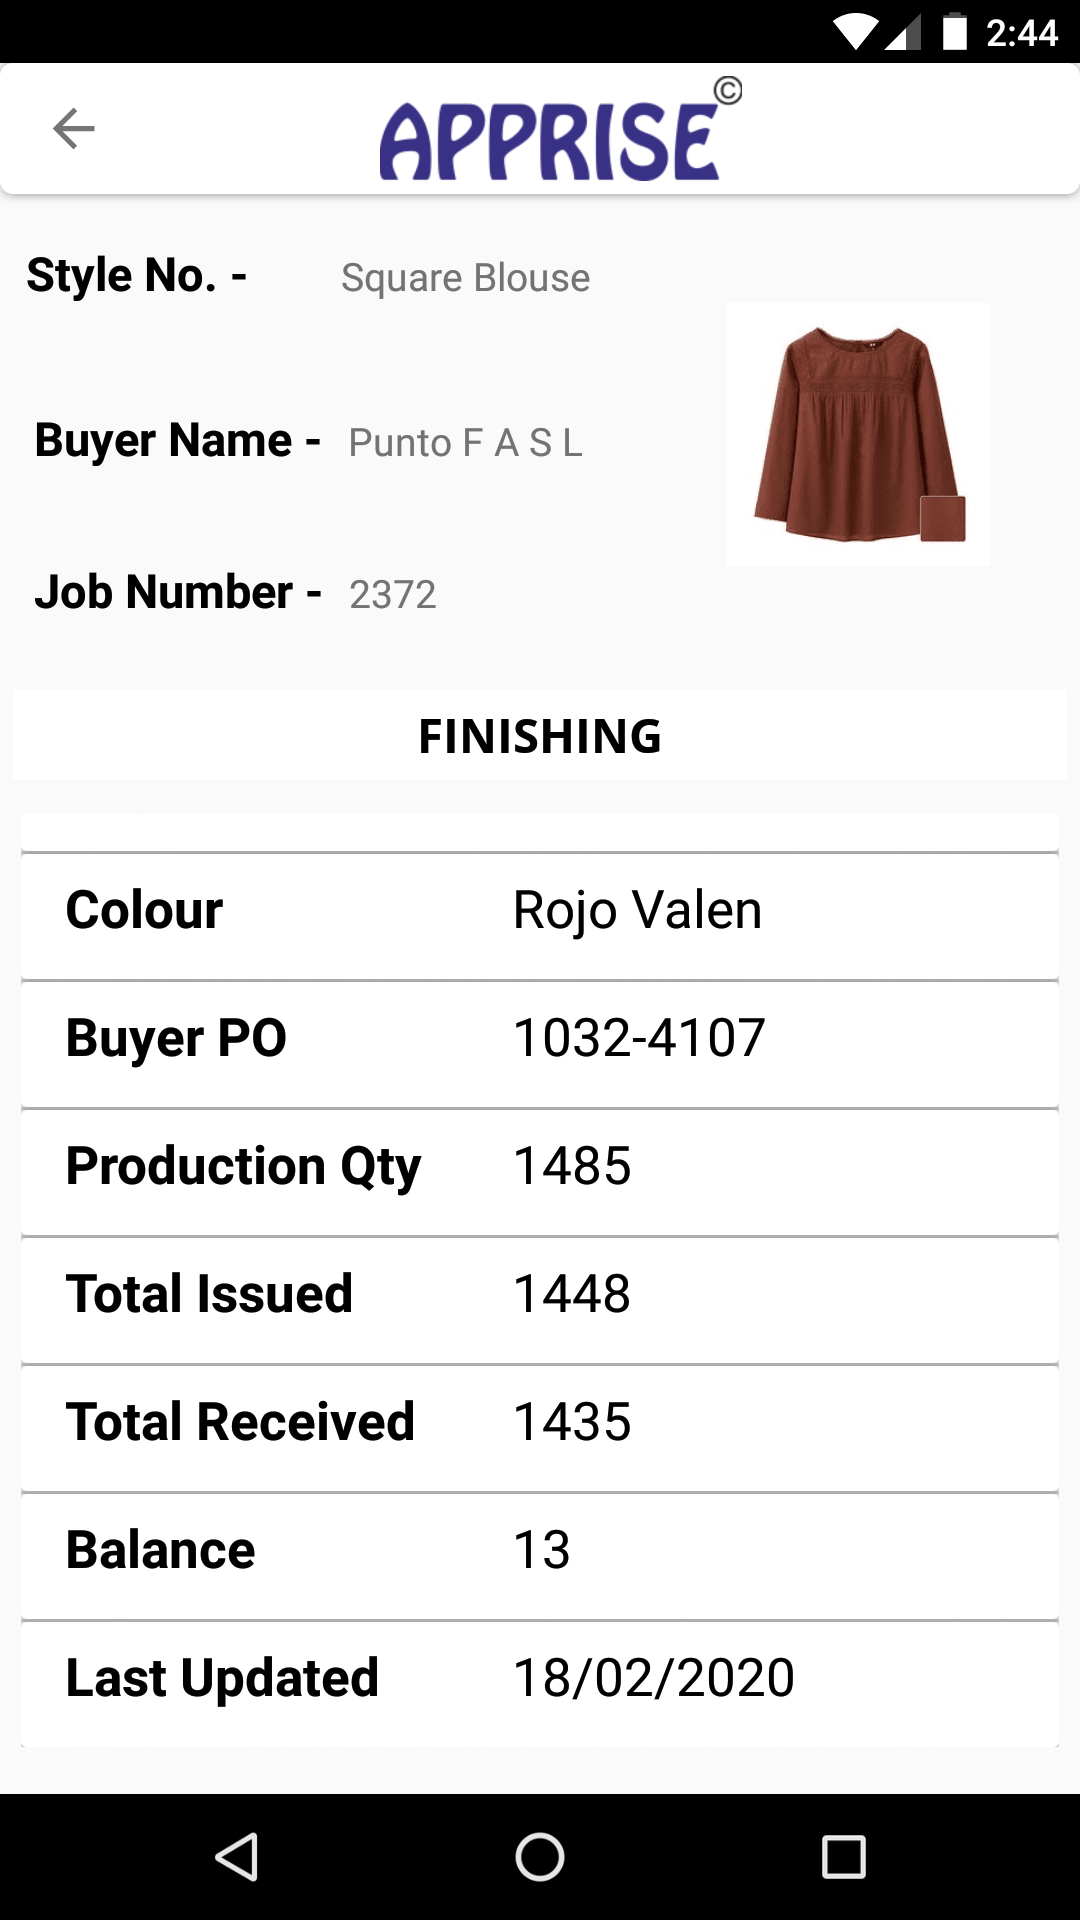 2:44
APPRISE©
Style No. - Square Blouse
Buyer Name - Punto F A S L
Job Number - 2372
FINISHING
Colour Rojo Valen
Buyer PO 1032-4107
Production Qty 1485
Total Issued 1448
Total Received 1435
Balance 13
Last Updated 18/02/2020